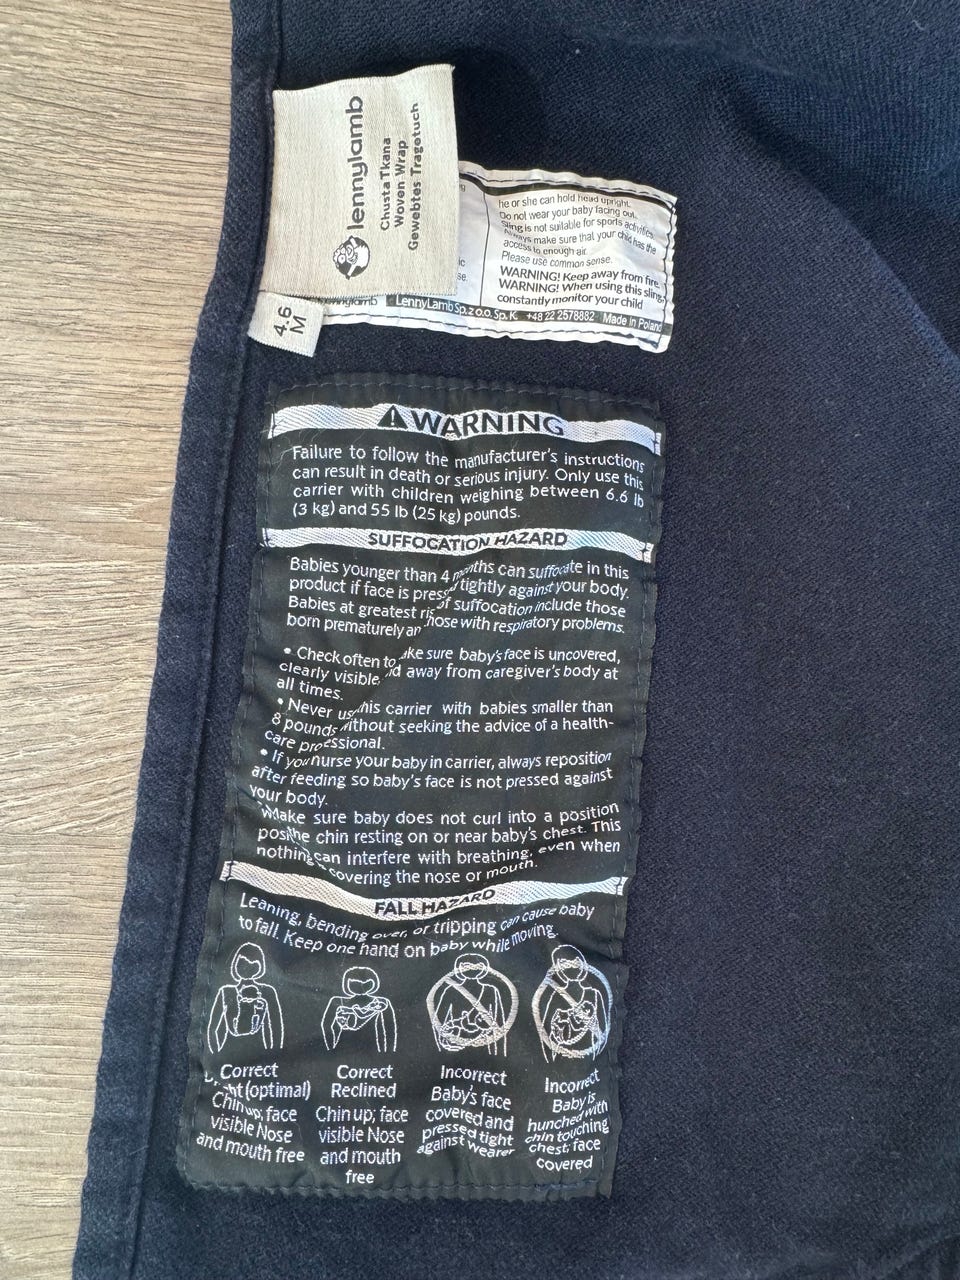 lennylamb
Chusta Tkana
Woven Wrap
Gewebtes Tragetuch
4.6
M
he or she can hold head upright.
Do not wear your baby facing out.
Sling is not suitable for sports activities.
Always make sure that your child has the
access to enough air.
Please use common sense.
WARNING! Keep away from fire.
WARNING! When using this sling,
constantly monitor your child
lennylamb LennyLamb Sp. z o.o. Sp. K. +48 22 2578882 Made in Poland
WARNING
Failure to follow the manufacturer's instructions
can result in death or serious injury. Only use this
carrier with children weighing between 6.6 lb
(3 kg) and 55 lb (25 kg) pounds.
SUFFOCATION HAZARD
Babies younger than 4 months can suffocate in this
product if face is pressed tightly against your body.
Babies at greatest risk of suffocation include those
born prematurely and those with respiratory problems.
• Check often to make sure baby's face is uncovered,
clearly visible and away from caregiver's body at
all times.
• Never use this carrier with babies smaller than
8 pounds without seeking the advice of a health-
care professional.
• If you nurse your baby in carrier, always reposition
after feeding so baby's face is not pressed against
your body.
Make sure baby does not curl into a position
the chin resting on or near baby's chest. This
can interfere with breathing, even when
nothing covering the nose or mouth.
FALL HAZARD
Leaning, bending over, or tripping can cause baby
to fall. Keep one hand on baby while moving.
Correct
(optimal)
Chin up; face
visible Nose
and mouth free
Correct
Reclined
Chin up; face
visible Nose
and mouth
free
Incorrect
Baby's face
covered and
pressed tight
against wearer
Incorrect
Baby is
hunched with
chin touching
chest; face
covered